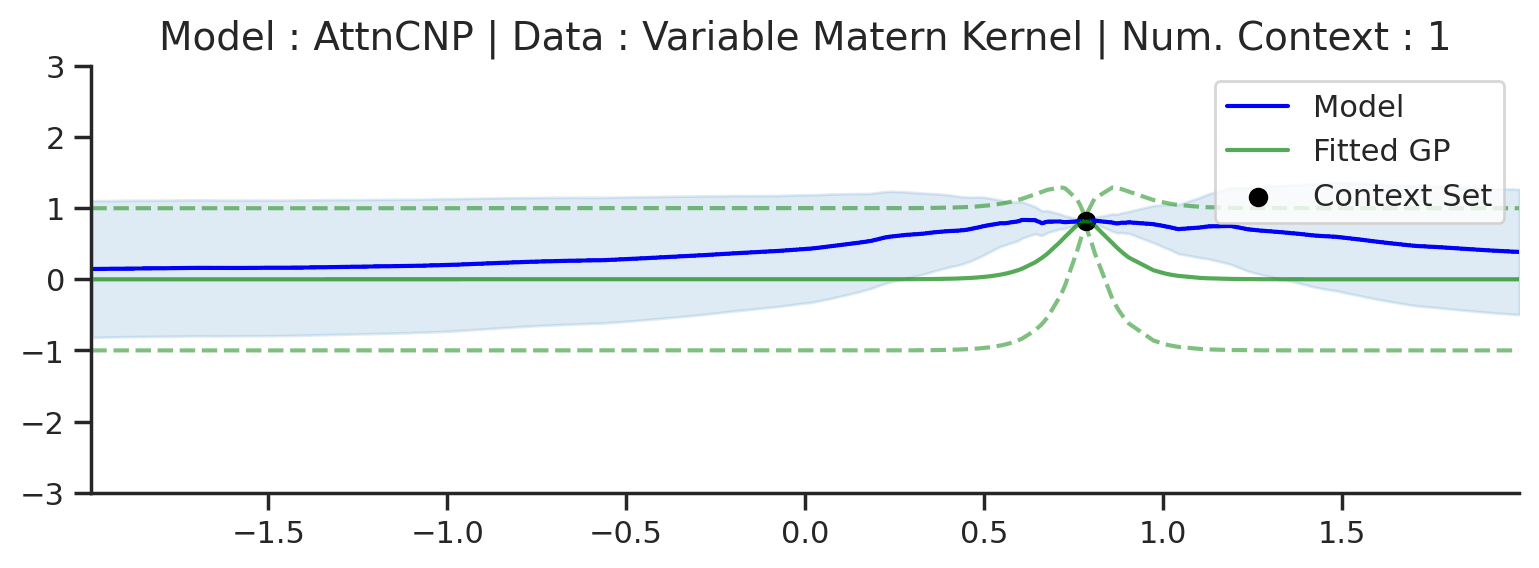 Model : AttnCNP | Data : Variable Matern Kernel | Num. Context : 1
3
2
1
0
−1
−2
−3
Model
Fitted GP
Context Set
−1.5 −1.0 −0.5 0.0 0.5 1.0 1.5